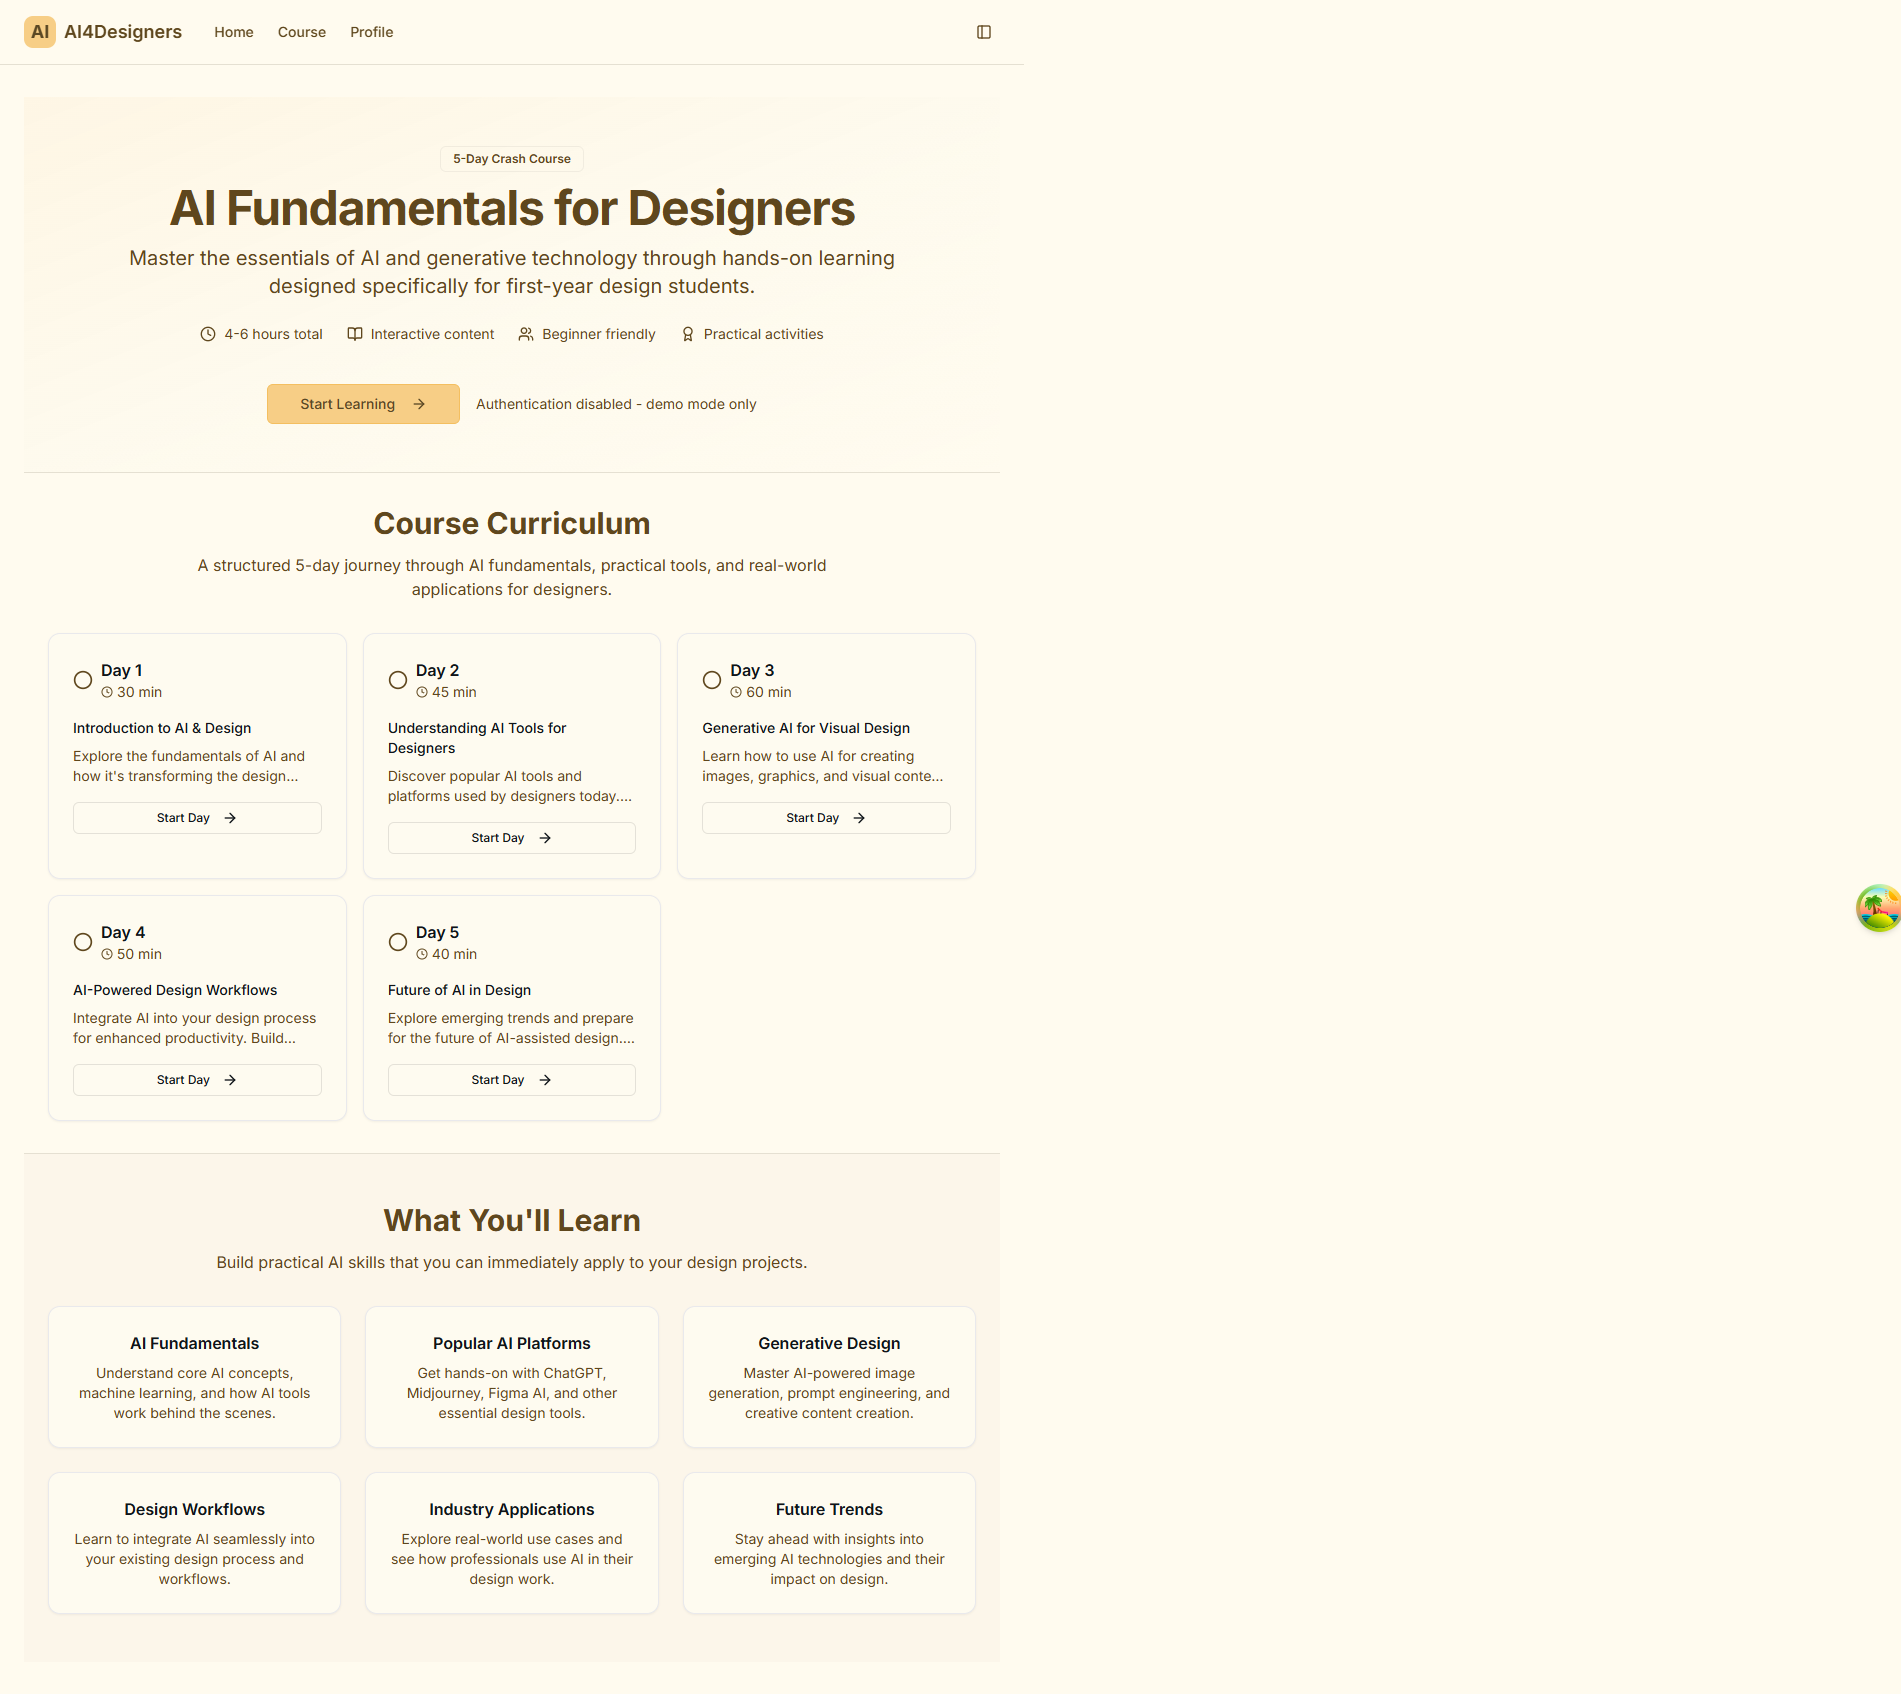 AI AI4Designers Home Course Profile
5-Day Crash Course
AI Fundamentals for Designers
Master the essentials of AI and generative technology through hands-on learning
designed specifically for first-year design students.
4-6 hours total Interactive content Beginner friendly Practical activities
Start Learning Authentication disabled - demo mode only
Course Curriculum
A structured 5-day journey through AI fundamentals, practical tools, and real-world
applications for designers.
Day 1
30 min
Introduction to AI & Design
Explore the fundamentals of AI and
how it's transforming the design...
Start Day
Day 2
45 min
Understanding AI Tools for
Designers
Discover popular AI tools and
platforms used by designers today....
Start Day
Day 3
60 min
Generative AI for Visual Design
Learn how to use AI for creating
images, graphics, and visual conte...
Start Day
Day 4
50 min
AI-Powered Design Workflows
Integrate AI into your design process
for enhanced productivity. Build...
Start Day
Day 5
40 min
Future of AI in Design
Explore emerging trends and prepare
for the future of AI-assisted design....
Start Day
What You'll Learn
Build practical AI skills that you can immediately apply to your design projects.
AI Fundamentals
Understand core AI concepts,
machine learning, and how AI tools
work behind the scenes.
Popular AI Platforms
Get hands-on with ChatGPT,
Midjourney, Figma AI, and other
essential design tools.
Generative Design
Master AI-powered image
generation, prompt engineering, and
creative content creation.
Design Workflows
Learn to integrate AI seamlessly into
your existing design process and
workflows.
Industry Applications
Explore real-world use cases and
see how professionals use AI in their
design work.
Future Trends
Stay ahead with insights into
emerging AI technologies and their
impact on design.